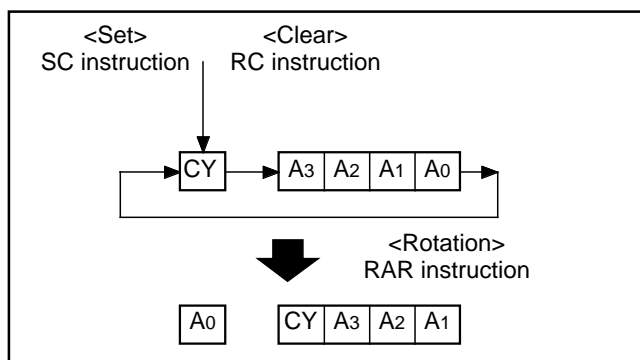 <Set> <Clear>
SC instruction RC instruction
CY A3 A2 A1 A0
<Rotation>
RAR instruction
A0 CY A3 A2 A1